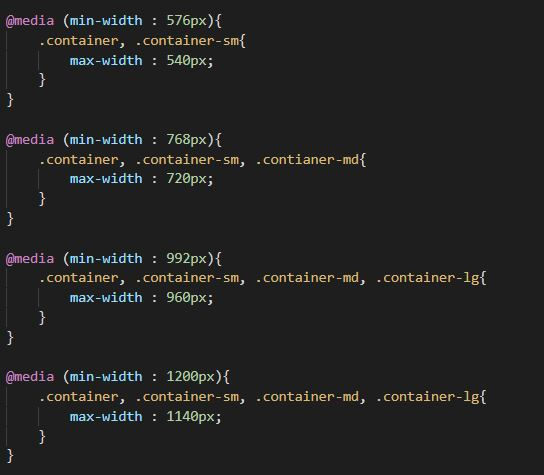 @media (min-width : 576px){
    .container, .container-sm{
        max-width : 540px;
    }
}
@media (min-width : 768px){
    .container, .container-sm, .contianer-md{
        max-width : 720px;
    }
}
@media (min-width : 992px){
    .container, .container-sm, .container-md, .container-lg{
        max-width : 960px;
    }
}
@media (min-width : 1200px){
    .container, .container-sm, .container-md, .container-lg{
        max-width : 1140px;
    }
}